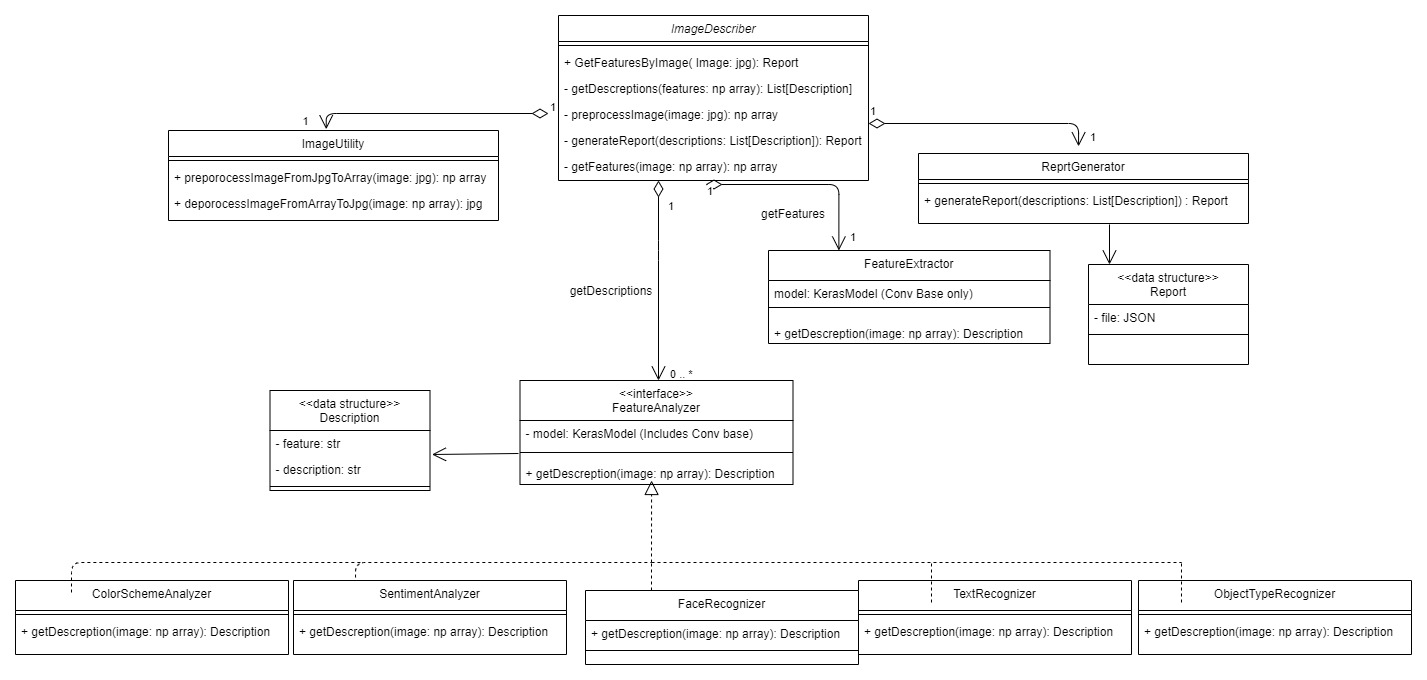 ImageDescriber
+ GetFeaturesByImage( Image: jpg): Report
- getDescreptions(features: np array): List[Description]
- preprocessImage(image: jpg): np array
- generateReport(descriptions: List[Description]): Report
- getFeatures(image: np array): np array
1
1
1
1
ImageUtility
+ preporocessImageFromJpgToArray(image: jpg): np array
+ deporocessImageFromArrayToJpg(image: np array): jpg
ReprtGenerator
+ generateReport(descriptions: List[Description]) : Report
1
1
getFeatures
1
FeatureExtractor
model: KerasModel (Conv Base only)
+ getDescreption(image: np array): Description
<<data structure>>
Report
- file: JSON
getDescriptions
0 .. *
<<interface>>
FeatureAnalyzer
- model: KerasModel (Includes Conv base)
+ getDescreption(image: np array): Description
<<data structure>>
Description
- feature: str
- description: str
ColorSchemeAnalyzer
+ getDescreption(image: np array): Description
SentimentAnalyzer
+ getDescreption(image: np array): Description
FaceRecognizer
+ getDescreption(image: np array): Description
TextRecognizer
+ getDescreption(image: np array): Description
ObjectTypeRecognizer
+ getDescreption(image: np array): Description